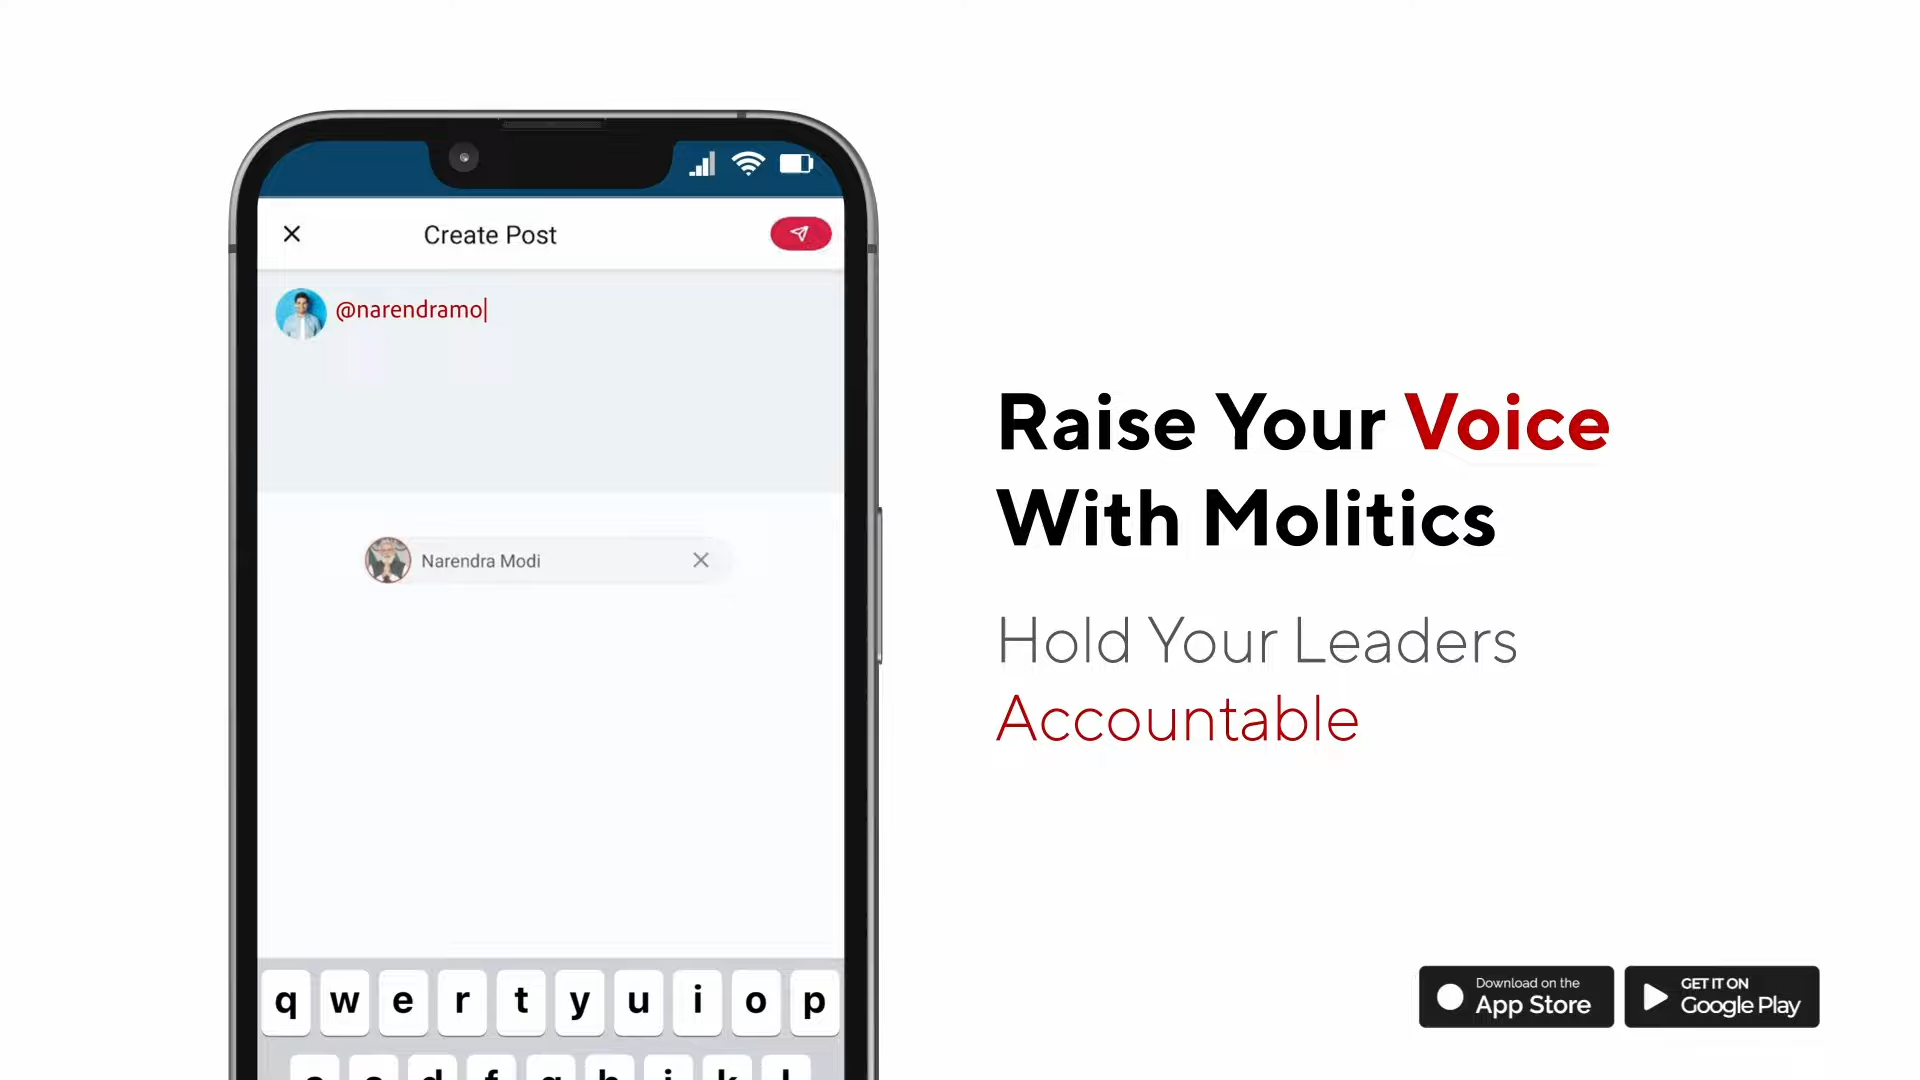 Create Post
@narendramo
Narendra Modi
q w e r t y u i o p
Raise Your Voice
With Molitics
Hold Your Leaders
Accountable
Download on the
App Store
GET IT ON
Google Play